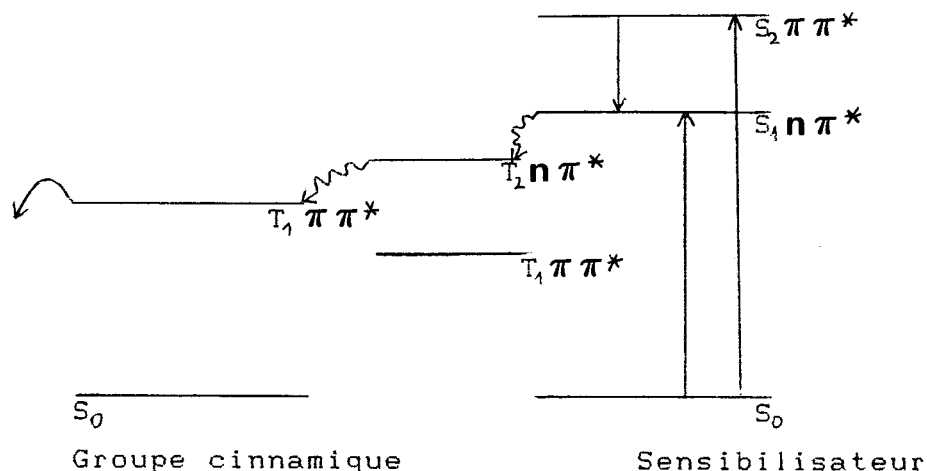 S₂ π π*
S₁ n π*
T₂ n π*
T₁ π π*
T₁ π π*
S₀
S₀
Groupe cinnamique
Sensibilisateur